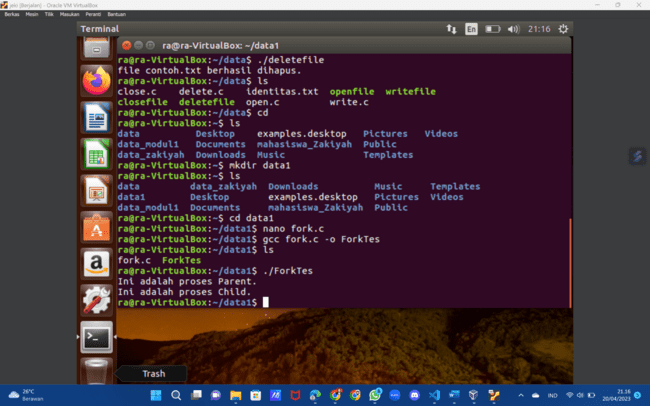 plec [Berjalan] - Oracle VM VirtualBox
Berkas Mesin Tilik Masukan Peranti Bantuan
Terminal En 21:16
ra@ra-VirtualBox: ~/data1
ra@ra-VirtualBox:~/data$ ./deletefile
file contoh.txt berhasil dihapus.
ra@ra-VirtualBox:~/data$ ls
close.c delete.c identitas.txt openfile writefile
closefile deletefile open.c write.c
ra@ra-VirtualBox:~/data$ cd
ra@ra-VirtualBox:~$ ls
data Desktop examples.desktop Pictures Videos
data_modul1 Documents mahasiswa_Zakiyah Public
data_zakiyah Downloads Music Templates
ra@ra-VirtualBox:~$ mkdir data1
ra@ra-VirtualBox:~$ ls
data data_zakiyah Downloads Music Templates
data1 Desktop examples.desktop Pictures Videos
data_modul1 Documents mahasiswa_Zakiyah Public
ra@ra-VirtualBox:~$ cd data1
ra@ra-VirtualBox:~/data1$ nano fork.c
ra@ra-VirtualBox:~/data1$ gcc fork.c -o ForkTes
ra@ra-VirtualBox:~/data1$ ls
fork.c ForkTes
ra@ra-VirtualBox:~/data1$ ./ForkTes
Ini adalah proses Parent.
Ini adalah proses Child.
ra@ra-VirtualBox:~/data1$
Trash
26°C
Berawan
IND
21.16
20/04/2023